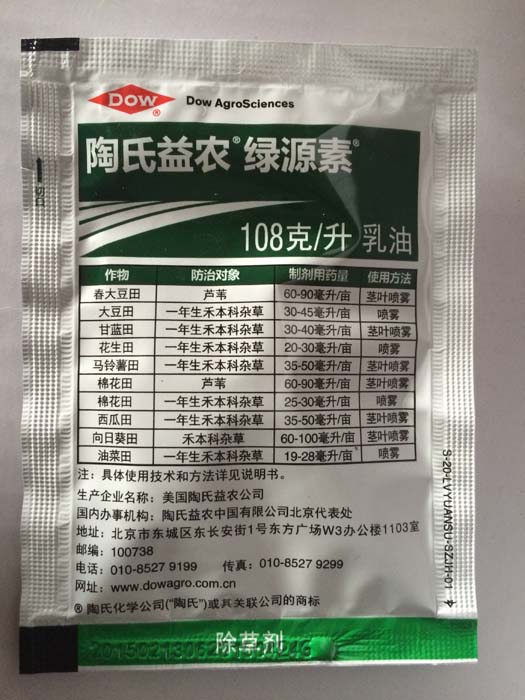 DOW®
Dow AgroSciences
陶氏益农® 绿源素®
108克/升 乳油
作物 防治对象 制剂用药量 使用方法
春大豆田 芦苇 60-90毫升/亩 茎叶喷雾
大豆田 一年生禾本科杂草 30-45毫升/亩 喷雾
甘蓝田 一年生禾本科杂草 30-40毫升/亩 茎叶喷雾
花生田 一年生禾本科杂草 20-30毫升/亩 喷雾
马铃薯田 一年生禾本科杂草 35-50毫升/亩 茎叶喷雾
棉花田 芦苇 60-90毫升/亩 茎叶喷雾
棉花田 一年生禾本科杂草 25-30毫升/亩 喷雾
西瓜田 一年生禾本科杂草 35-50毫升/亩 茎叶喷雾
向日葵田 禾本科杂草 60-100毫升/亩 茎叶喷雾
油菜田 一年生禾本科杂草 19-28毫升/亩 喷雾
注：具体使用技术和方法详见说明书。
生产企业名称：美国陶氏益农公司
国内办事机构：陶氏益农中国有限公司北京代表处
地址：北京市东城区东长安街1号东方广场W3办公楼1103室
邮编：100738
电话：010-8527 9199 传真：010-8527 9299
网址：www.dowagro.com.cn
® 陶氏化学公司("陶氏")或其关联公司的商标
除草剂